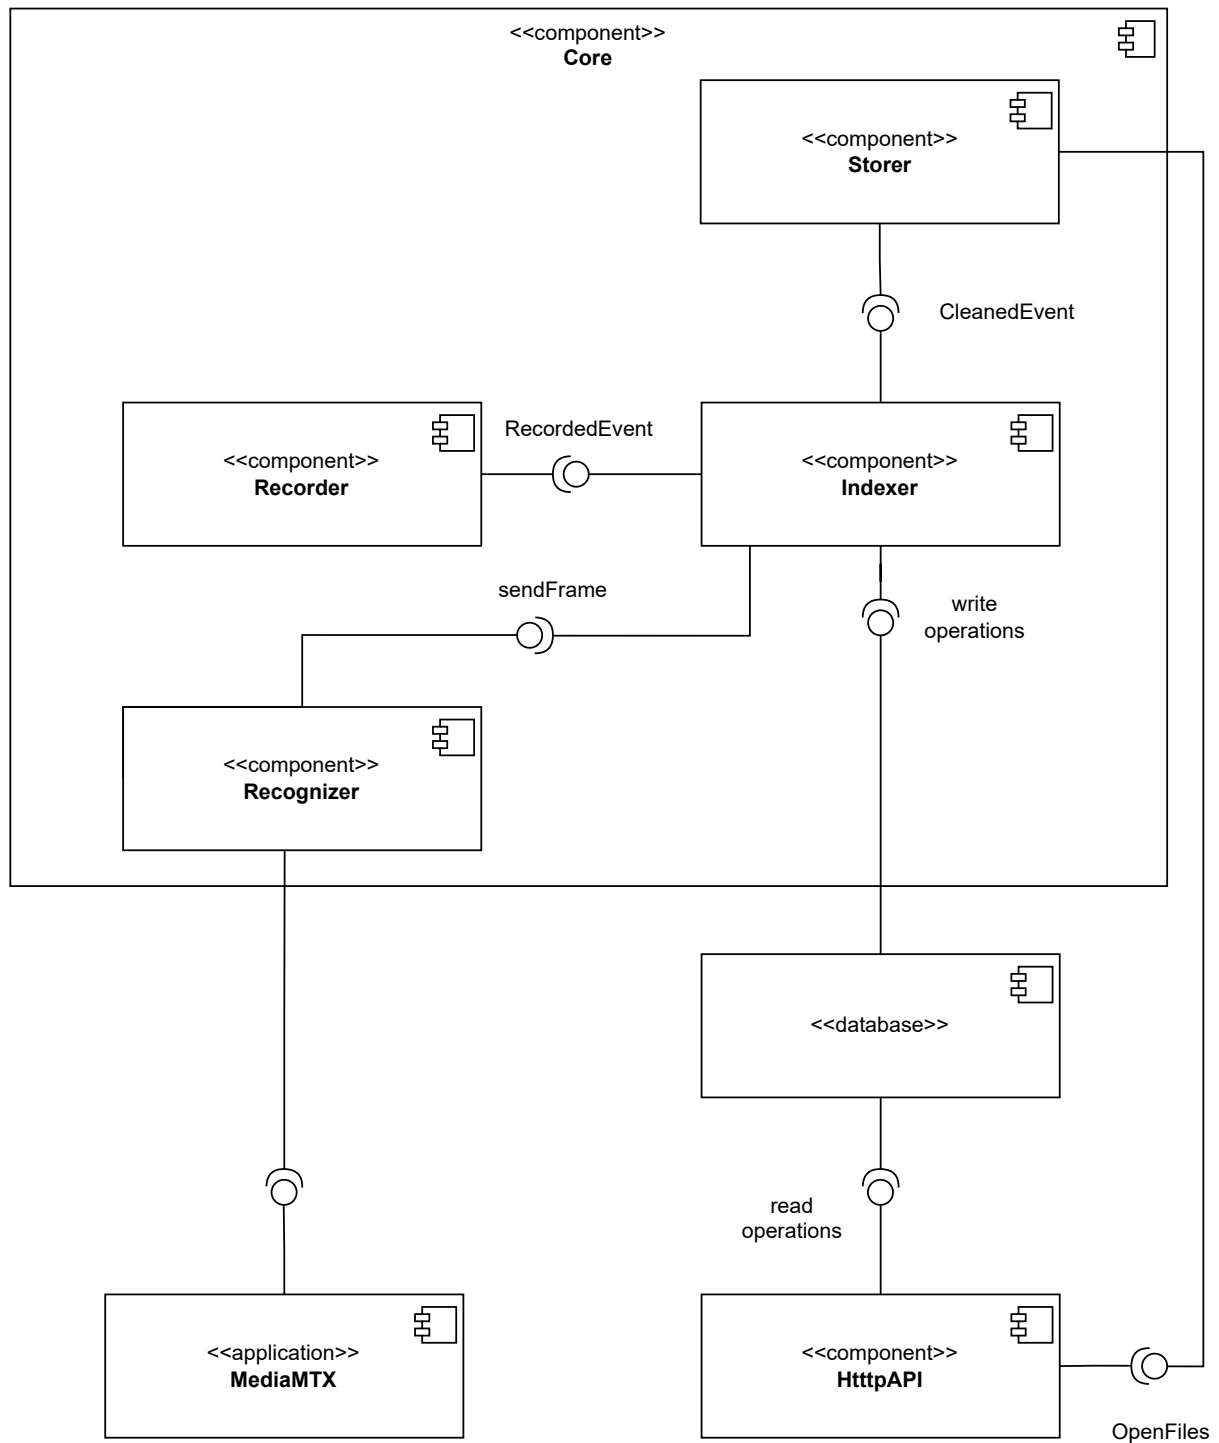 <<component>>
Core
<<component>>
Storer
CleanedEvent
RecordedEvent
<<component>>
Recorder
<<component>>
Indexer
sendFrame
write
operations
<<component>>
Recognizer
<<database>>
read
operations
<<application>>
MediaMTX
<<component>>
HtttpAPI
OpenFiles